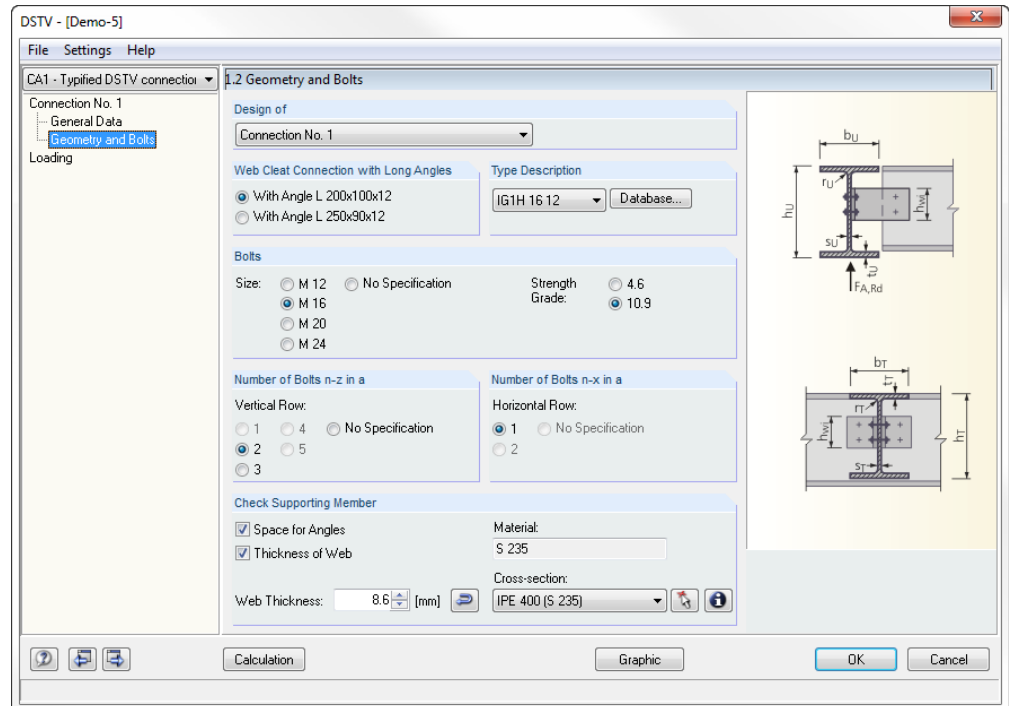 DSTV - [Demo-5]
File Settings Help
CA1 - Typified DSTV connectio
1.2 Geometry and Bolts
Connection No. 1
General Data
Geometry and Bolts
Loading
Design of
Connection No. 1
Web Cleat Connection with Long Angles
With Angle L 200x100x12
With Angle L 250x90x12
Type Description
IG1H 16 12
Database...
Bolts
Size:
M 12
No Specification
M 16
M 20
M 24
Strength
Grade:
4.6
10.9
Number of Bolts n-z in a
Vertical Row:
1 4 No Specification
2 5
3
Number of Bolts n-x in a
Horizontal Row:
1 No Specification
2
Check Supporting Member
Space for Angles
Thickness of Web
Material:
S 235
Web Thickness: 8.6 [mm]
Cross-section:
IPE 400 (S 235)
bU
rU
hU
hwi
sU
tU
FA,Rd
bT
tT
rT
hwi
hT
sT
Calculation
Graphic
OK
Cancel